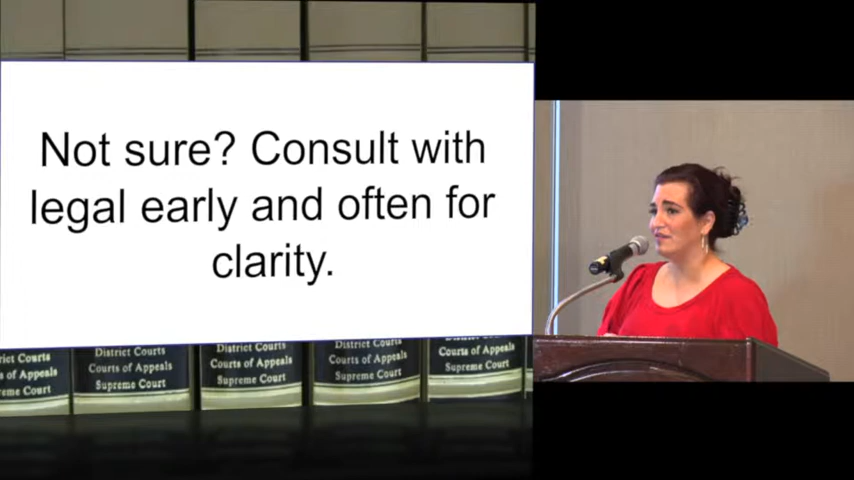 Not sure? Consult with
legal early and often for
clarity.
District Courts
Courts of Appeals
Supreme Court
District Courts
Courts of Appeals
Supreme Court
District Courts
Courts of Appeals
Supreme Court
Courts of Appeals
Supreme Court